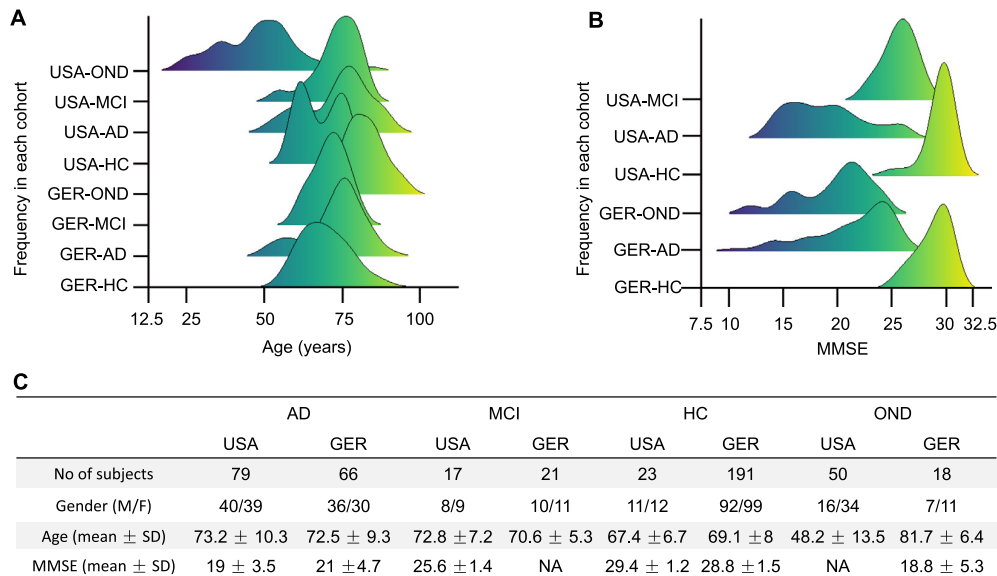 A
Frequency in each cohort
USA-OND
USA-MCI
USA-AD
USA-HC
GER-OND
GER-MCI
GER-AD
GER-HC
12.5 25 50 75 100
Age (years)
B
Frequency in each cohort
USA-MCI
USA-AD
USA-HC
GER-OND
GER-AD
GER-HC
7.5 10 15 20 25 30 32.5
MMSE
C
AD MCI HC OND
USA GER USA GER USA GER USA GER
No of subjects 79 66 17 21 23 191 50 18
Gender (M/F) 40/39 36/30 8/9 10/11 11/12 92/99 16/34 7/11
Age (mean ± SD) 73.2 ± 10.3 72.5 ± 9.3 72.8 ±7.2 70.6 ± 5.3 67.4 ±6.7 69.1 ±8 48.2 ± 13.5 81.7 ± 6.4
MMSE (mean ± SD) 19 ± 3.5 21 ±4.7 25.6 ±1.4 NA 29.4 ± 1.2 28.8 ±1.5 NA 18.8 ± 5.3